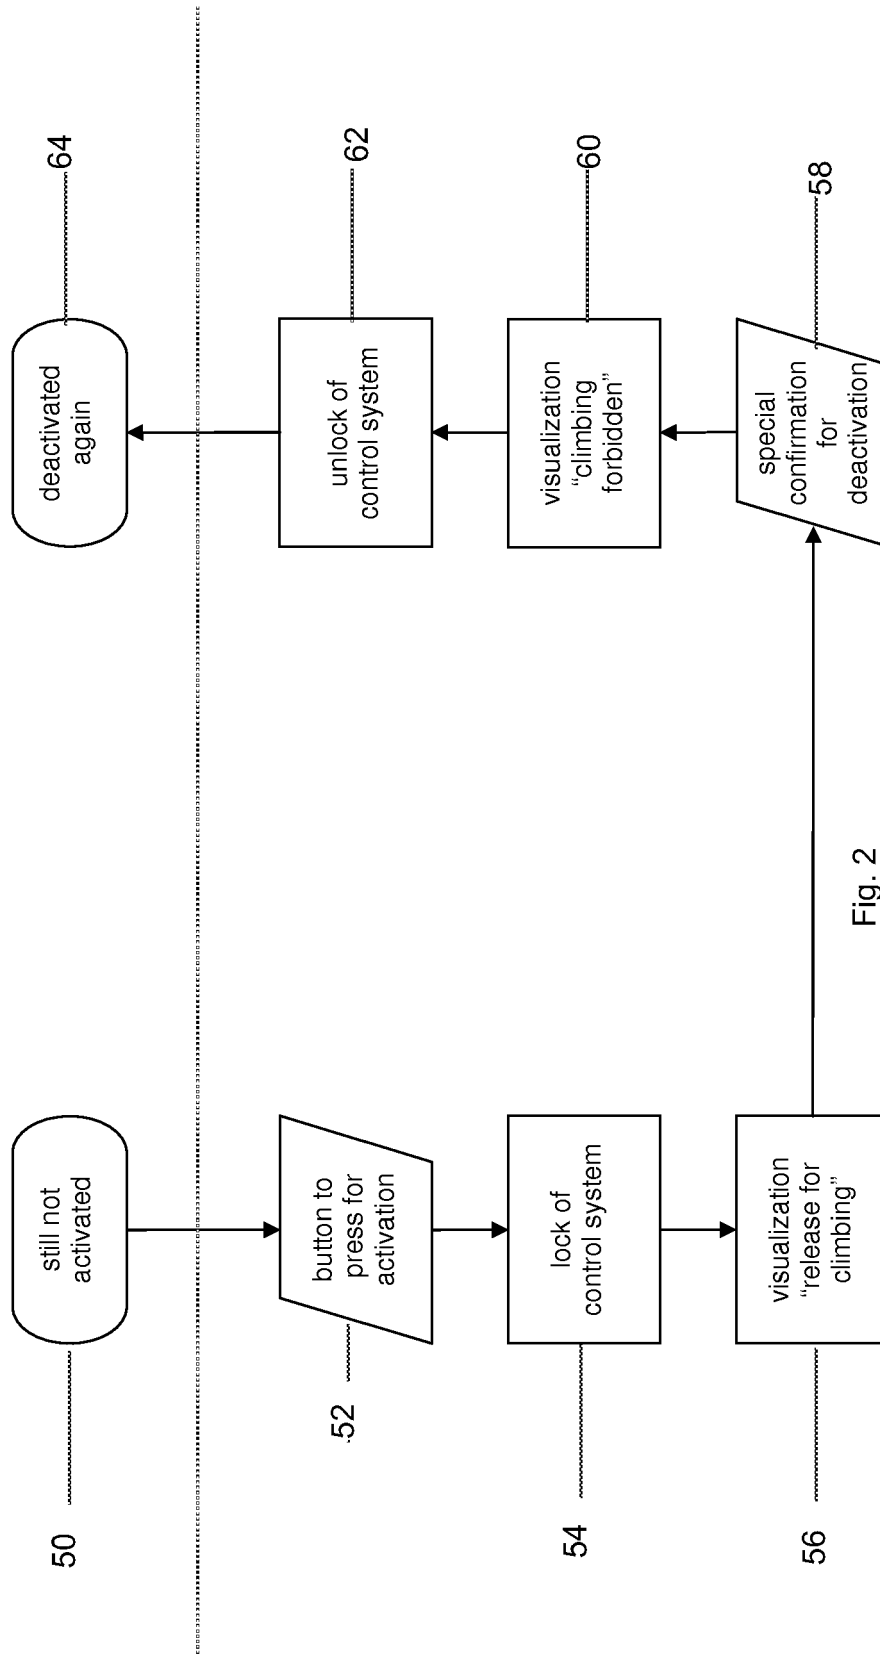 50
still not
activated
52
button to
press for
activation
54
lock of
control system
56
visualization
“release for
climbing”
special
confirmation
for
deactivation
58
visualization
“climbing
forbidden”
60
unlock of
control system
62
deactivated
again
64
Fig. 2